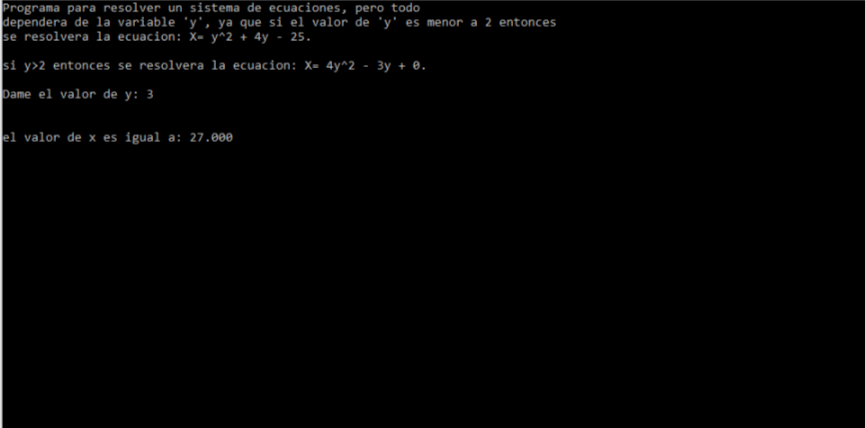 Programa para resolver un sistema de ecuaciones, pero todo
dependera de la variable 'y', ya que si el valor de 'y' es menor a 2 entonces
se resolvera la ecuacion: X= y^2 + 4y - 25.
si y>2 entonces se resolvera la ecuacion: X= 4y^2 - 3y + 0.
Dame el valor de y: 3
el valor de x es igual a: 27.000